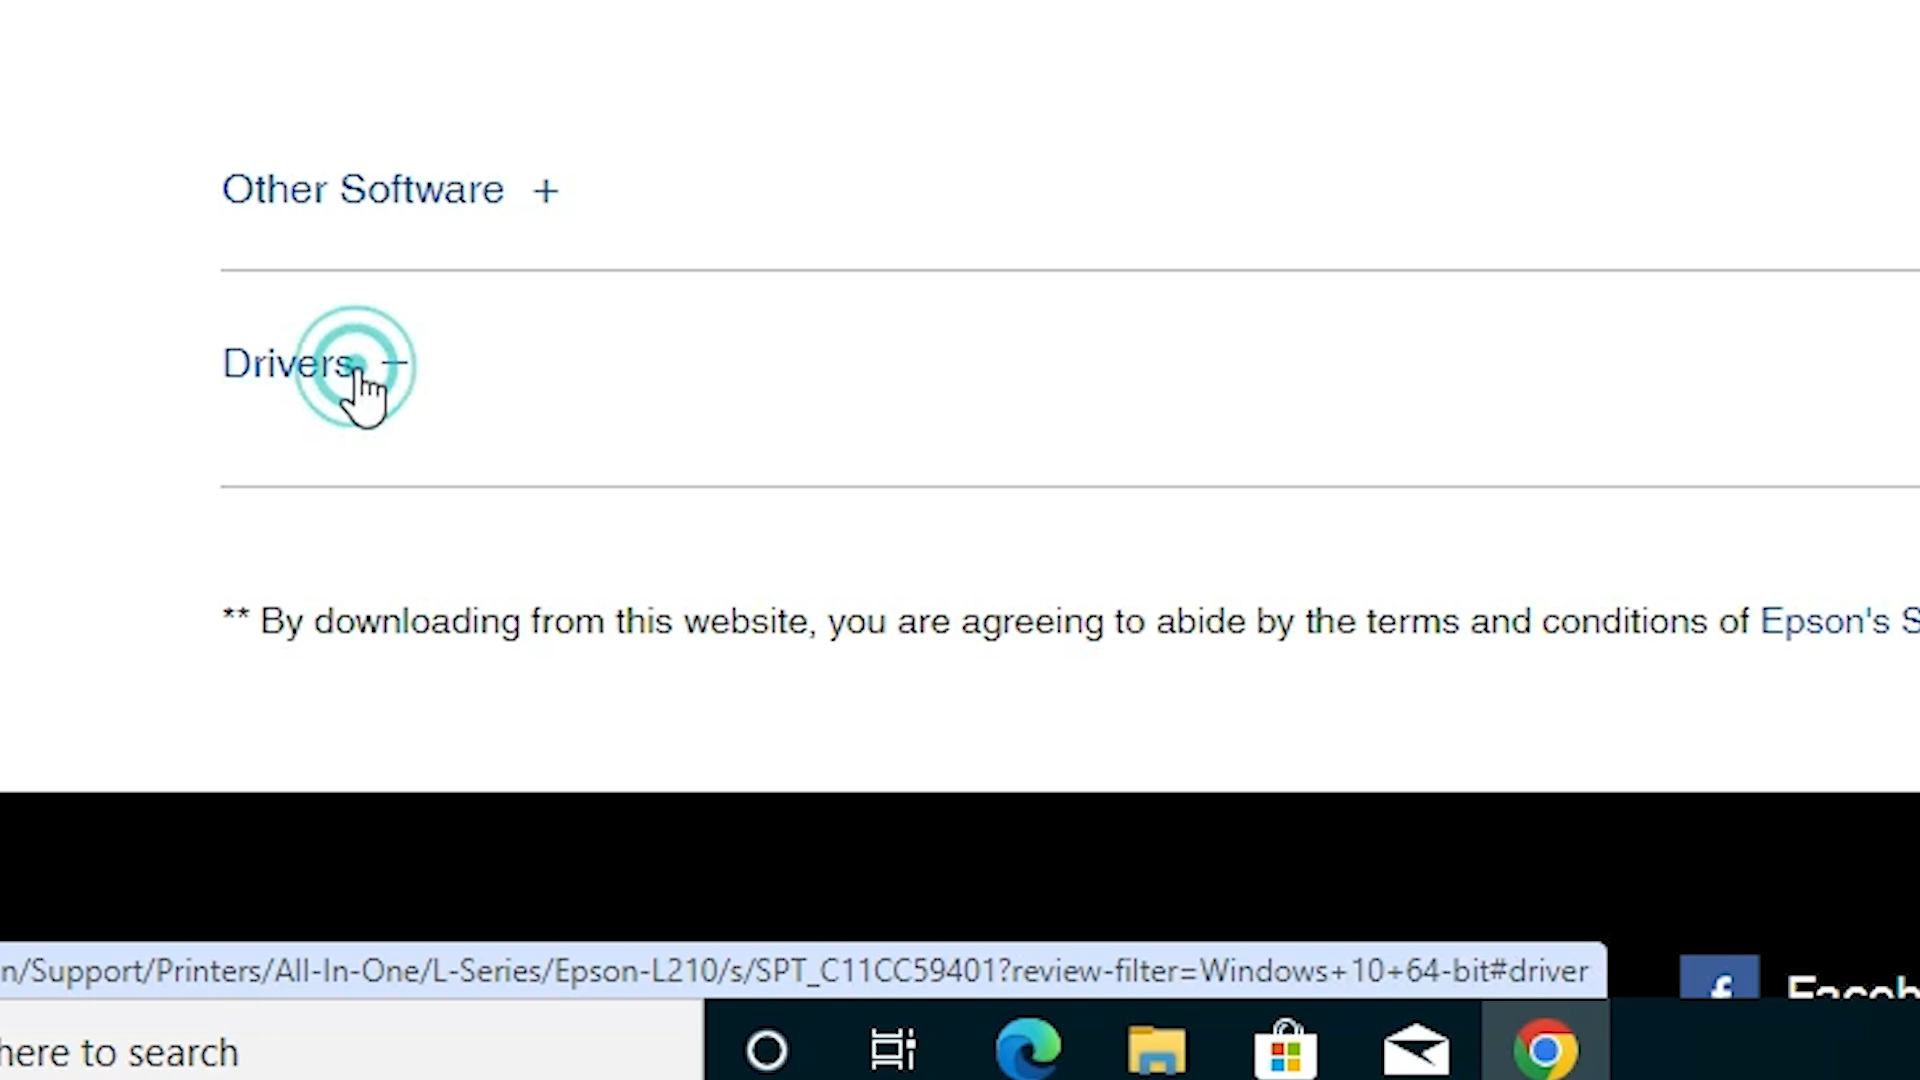 Other Software +
Drivers −
** By downloading from this website, you are agreeing to abide by the terms and conditions of Epson's S
n/Support/Printers/All-In-One/L-Series/Epson-L210/s/SPT_C11CC59401?review-filter=Windows+10+64-bit#driver
f Faceb
here to search